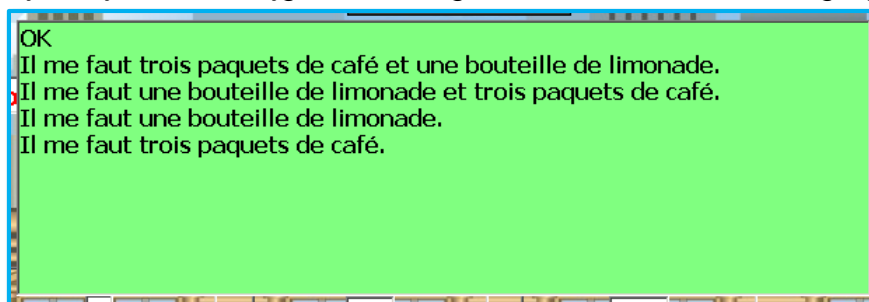 OK
Il me faut trois paquets de café et une bouteille de limonade.
Il me faut une bouteille de limonade et trois paquets de café.
Il me faut une bouteille de limonade.
Il me faut trois paquets de café.